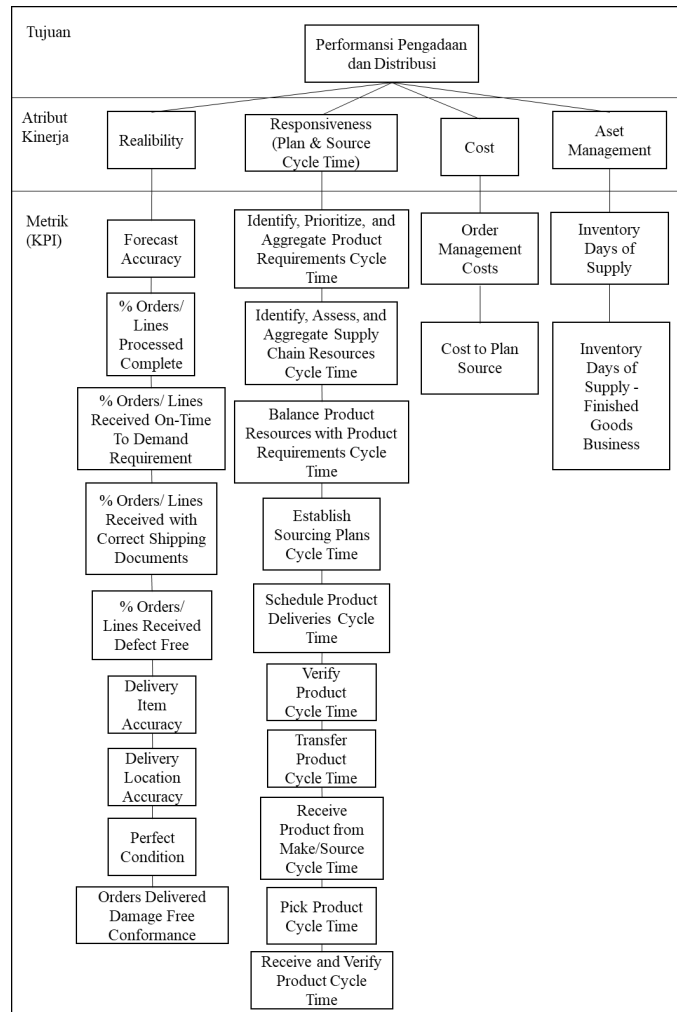 Tujuan
Performansi Pengadaan
dan Distribusi
Atribut
Kinerja
Realibility
Responsiveness
(Plan & Source
Cycle Time)
Cost
Aset
Management
Metrik
(KPI)
Forecast
Accuracy
% Orders/
Lines
Processed
Complete
% Orders/ Lines
Received On-Time
To Demand
Requirement
% Orders/ Lines
Received with
Correct Shipping
Documents
% Orders/
Lines Received
Defect Free
Delivery
Item
Accuracy
Delivery
Location
Accuracy
Perfect
Condition
Orders Delivered
Damage Free
Conformance
Identify, Prioritize, and
Aggregate Product
Requirements Cycle
Time
Identify, Assess, and
Aggregate Supply
Chain Resources
Cycle Time
Balance Product
Resources with Product
Requirements Cycle
Time
Establish
Sourcing Plans
Cycle Time
Schedule Product
Deliveries Cycle
Time
Verify
Product
Cycle Time
Transfer
Product
Cycle Time
Receive
Product from
Make/Source
Cycle Time
Pick Product
Cycle Time
Receive and Verify
Product Cycle
Time
Order
Management
Costs
Cost to Plan
Source
Inventory
Days of
Supply
Inventory
Days of
Supply -
Finished
Goods
Business